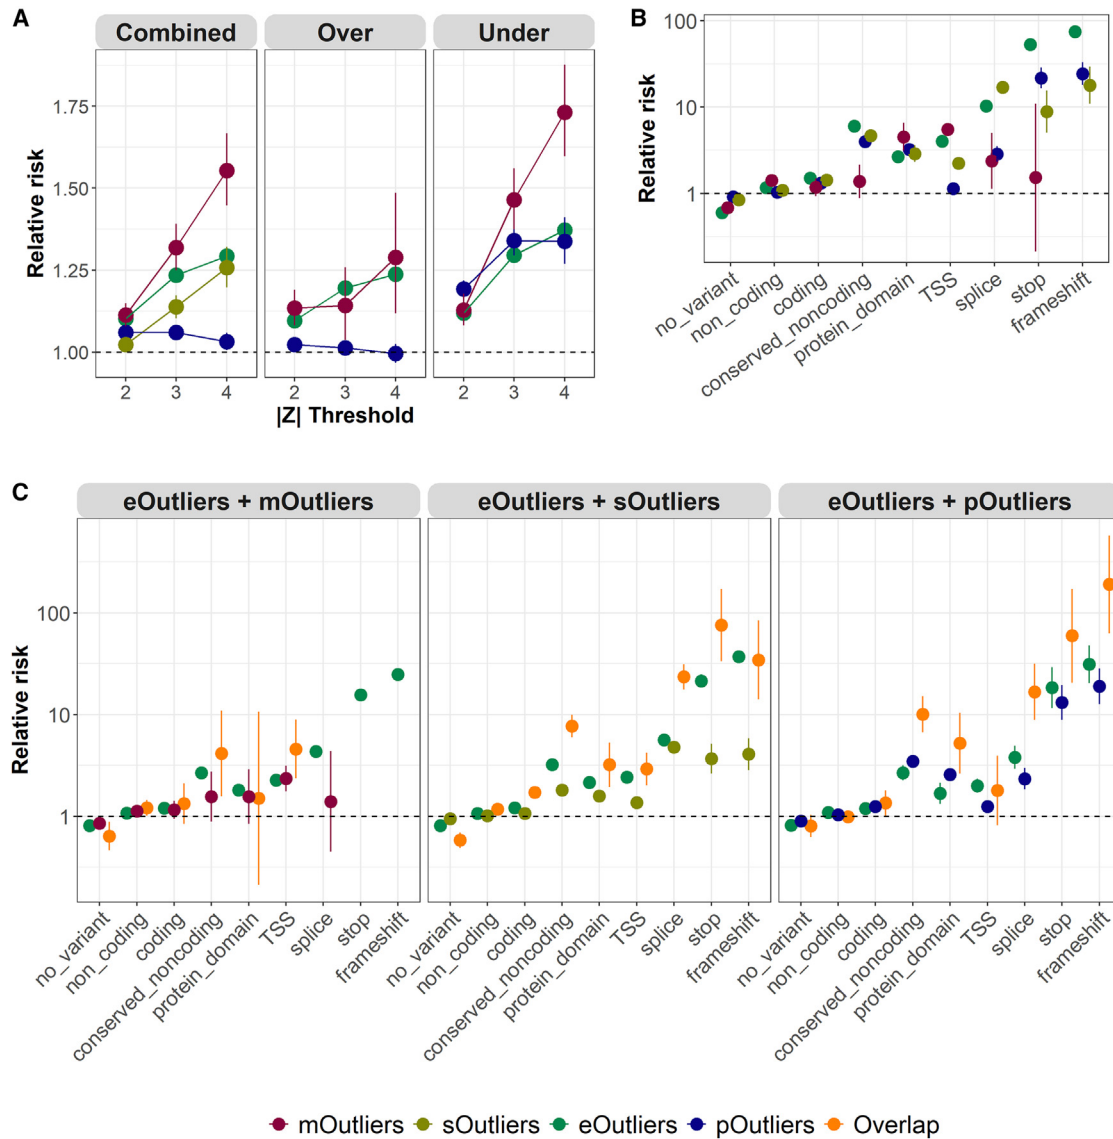 A
Combined Over Under
Relative risk
1.75
1.50
1.25
1.00
2 3 4 2 3 4 2 3 4
|Z| Threshold
B
Relative risk
100
10
1
no_variant
non_coding
coding
conserved_noncoding
protein_domain
TSS
splice
stop
frameshift
C
eOutliers + mOutliers eOutliers + sOutliers eOutliers + pOutliers
Relative risk
100
10
1
no_variant
non_coding
coding
conserved_noncoding
protein_domain
TSS
splice
stop
frameshift
no_variant
non_coding
coding
conserved_noncoding
protein_domain
TSS
splice
stop
frameshift
no_variant
non_coding
coding
conserved_noncoding
protein_domain
TSS
splice
stop
frameshift
mOutliers sOutliers eOutliers pOutliers Overlap